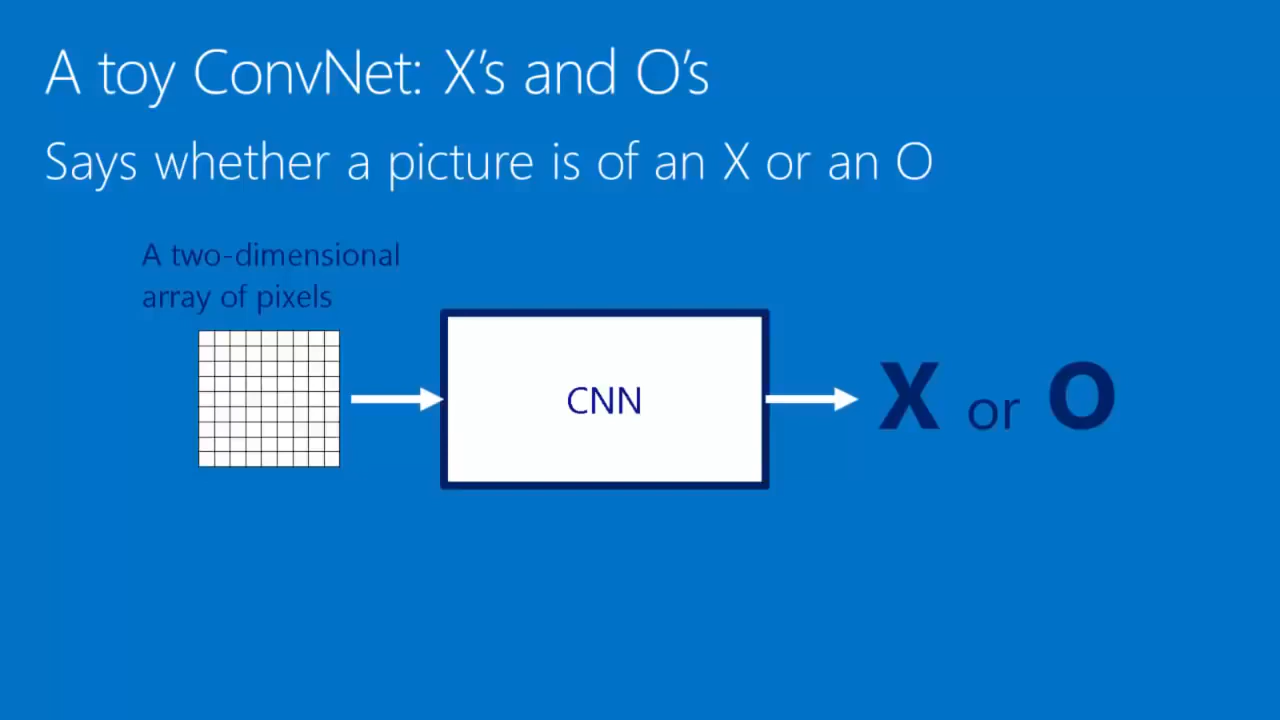 A toy ConvNet: X’s and O’s
Says whether a picture is of an X or an O
A two-dimensional
array of pixels
CNN
X or O